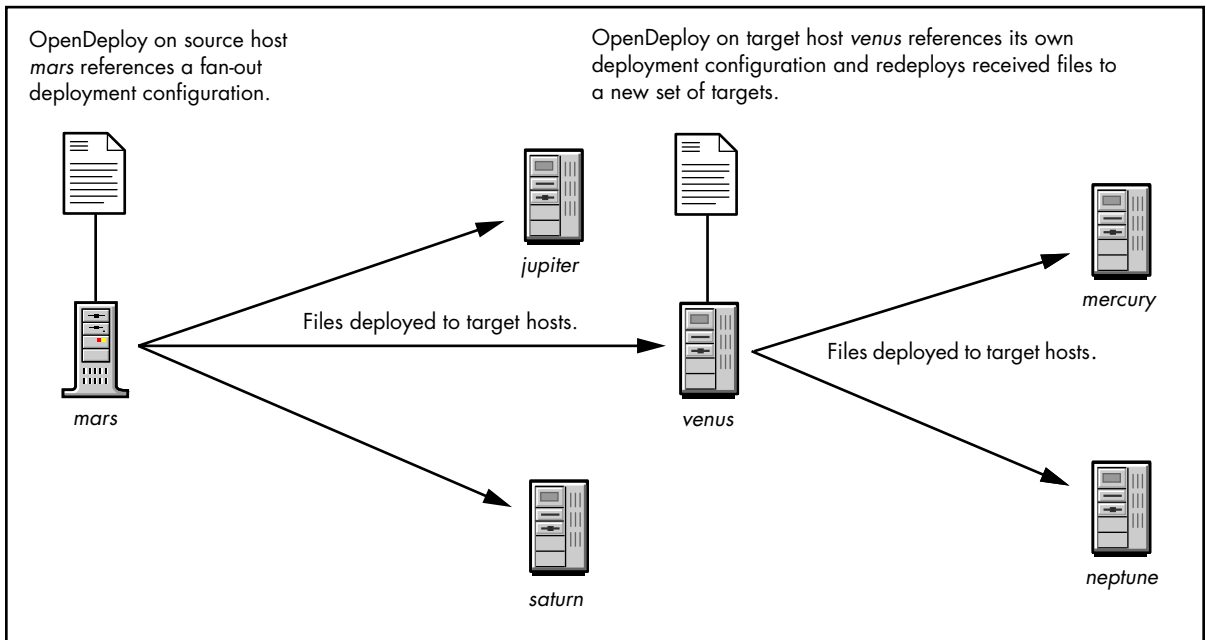 OpenDeploy on source host
mars references a fan-out
deployment configuration.
OpenDeploy on target host venus references its own
deployment configuration and redeploys received files to
a new set of targets.
jupiter
mercury
Files deployed to target hosts.
Files deployed to target hosts.
mars
venus
saturn
neptune